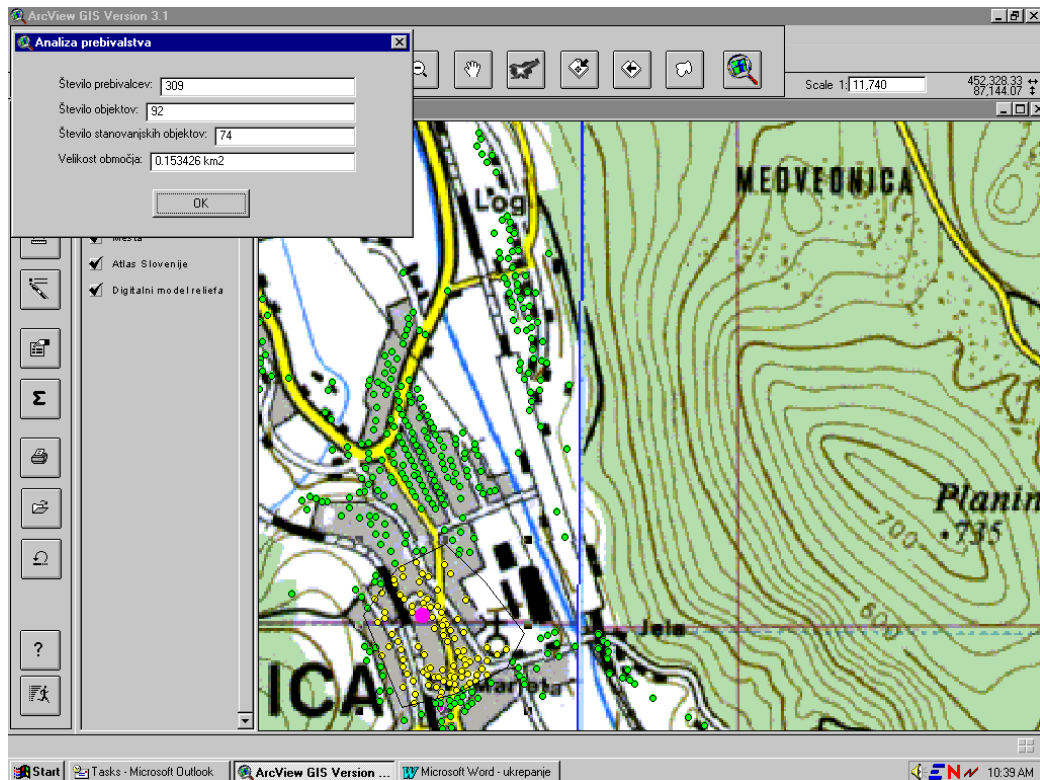 ArcView GIS Version 3.1
Analiza prebivalstva
Število prebivalcev: 309
Število objektov: 92
Število stanovanjskih objektov: 74
Velikost območja: 0.153426 km2
OK
Scale 1: 11,740
452,328.33
87,144.07
Mesta
Atlas Slovenije
Digitalni model reliefa
Σ
?
Log
MEDVEDNICA
Planin
735
700
600
Jela
Marjeta
ICA
Start
Tasks - Microsoft Outlook
ArcView GIS Version ...
Microsoft Word - ukrepanje
N
10:39 AM